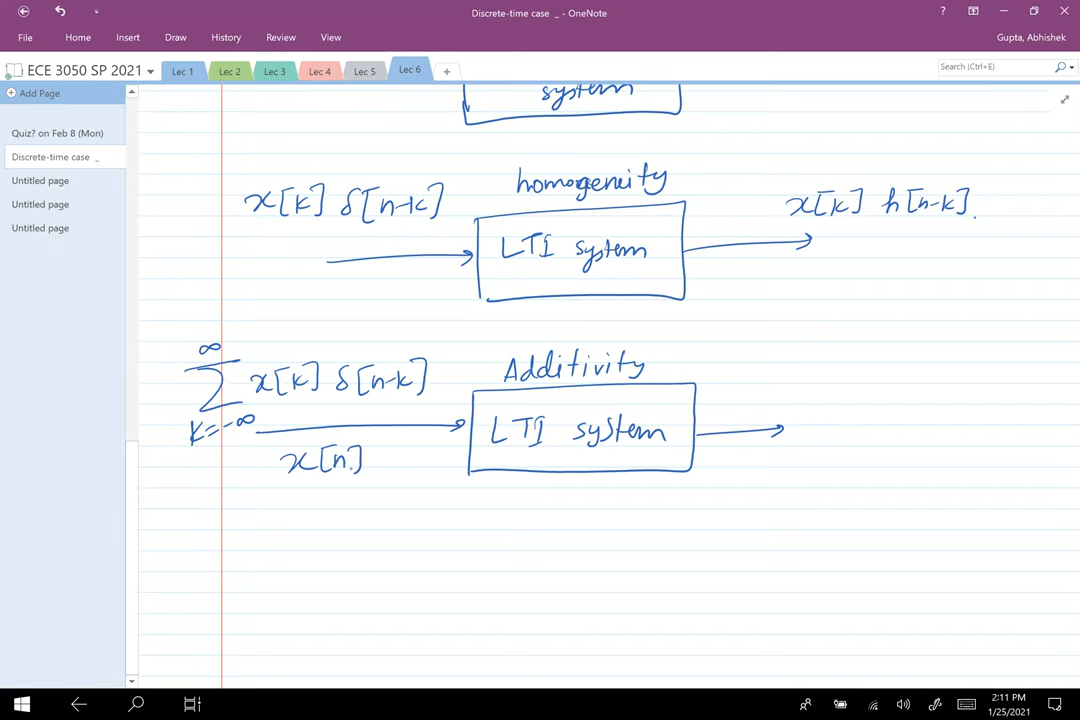 Discrete-time case _ - OneNote
?
File Home Insert Draw History Review View
Gupta, Abhishek
ECE 3050 SP 2021
Lec 1 Lec 2 Lec 3 Lec 4 Lec 5 Lec 6 +
Search (Ctrl+E)
Add Page
Quiz? on Feb 8 (Mon)
Discrete-time case _
Untitled page
Untitled page
Untitled page
system
homogeneity
x[k] δ[n-k]
LTI system
x[k] h[n-k].
Additivity
∞
Σ x[k] δ[n-k]
k=-∞
LTI system
x[n]
2:11 PM
1/25/2021